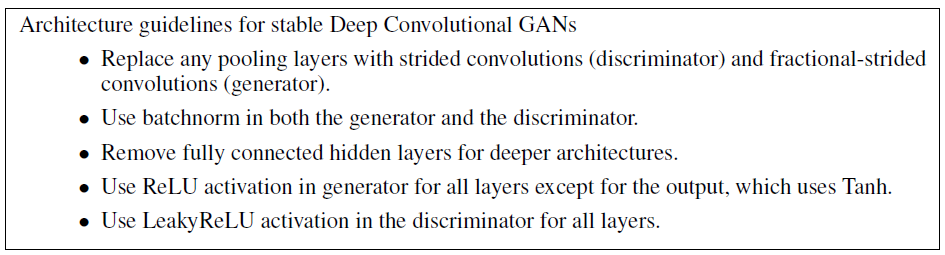 Architecture guidelines for stable Deep Convolutional GANs
• Replace any pooling layers with strided convolutions (discriminator) and fractional-strided
convolutions (generator).
• Use batchnorm in both the generator and the discriminator.
• Remove fully connected hidden layers for deeper architectures.
• Use ReLU activation in generator for all layers except for the output, which uses Tanh.
• Use LeakyReLU activation in the discriminator for all layers.